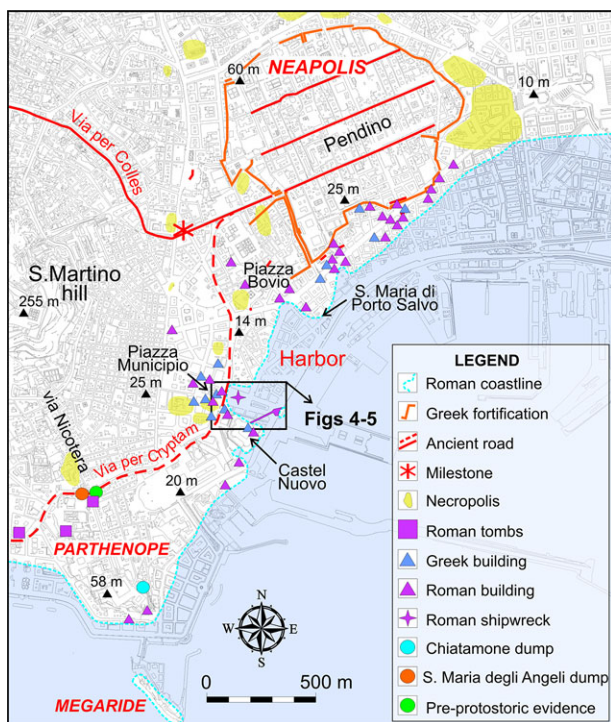 NEAPOLIS
60 m
10 m
Pendino
Via per Colles
25 m
S.Martino
hill
255 m
Piazza
Bovio
S. Maria di
Porto Salvo
14 m
Harbor
Piazza
Municipio
25 m
Figs 4-5
via Nicotera
Via per Cryptam
Castel
Nuovo
20 m
PARTHENOPE
58 m
N
W
E
S
0
500 m
MEGARIDE
LEGEND
Roman coastline
Greek fortification
Ancient road
Milestone
Necropolis
Roman tombs
Greek building
Roman building
Roman shipwreck
Chiatamone dump
S. Maria degli Angeli dump
Pre-protostoric evidence